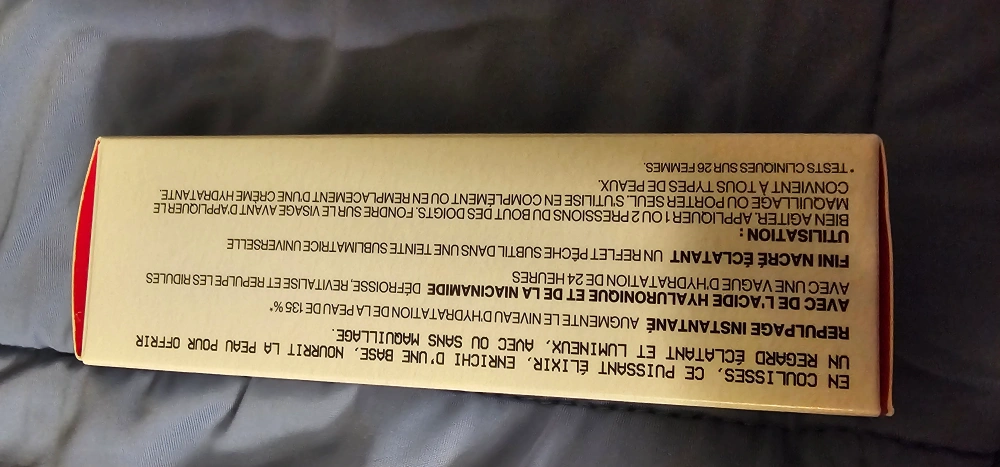 EN COULISSES, CE PUISSANT ÉLIXIR, ENRICHI D'UNE BASE, NOURRIT LA PEAU POUR OFFRIR
UN REGARD ÉCLATANT ET LUMINEUX, AVEC OU SANS MAQUILLAGE.
REPULPAGE INSTANTANÉ AUGMENTE LE NIVEAU D'HYDRATATION DE LA PEAU DE 135 %*
AVEC DE L'ACIDE HYALURONIQUE ET DE LA NIACINAMIDE DÉFROISSE, REVITALISE ET REPULPE LES RIDULES
AVEC UNE VAGUE D'HYDRATATION DE 24 HEURES
FINI NACRÉ ÉCLATANT UN REFLET PÊCHE SUBTIL DANS UNE TEINTE SUBLIMATRICE UNIVERSELLE
UTILISATION :
BIEN AGITER. APPLIQUER 1 OU 2 PRESSIONS DU BOUT DES DOIGTS. FONDRE SUR LE VISAGE AVANT D'APPLIQUER LE
MAQUILLAGE OU PORTER SEUL. S'UTILISE EN COMPLÉMENT OU EN REMPLACEMENT D'UNE CRÈME HYDRATANTE.
CONVIENT À TOUS TYPES DE PEAUX.
* TESTS CLINIQUES SUR 26 FEMMES.